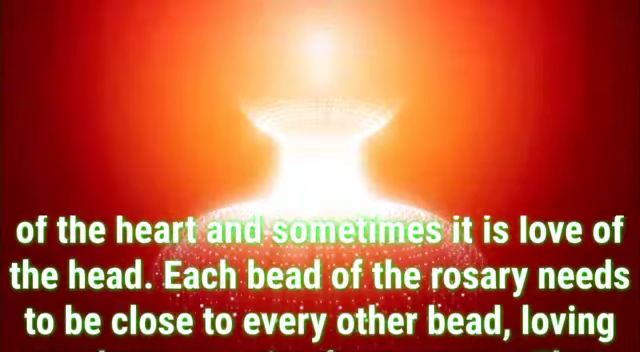 of the heart and sometimes it is love of
the head. Each bead of the rosary needs
to be close to every other bead, loving